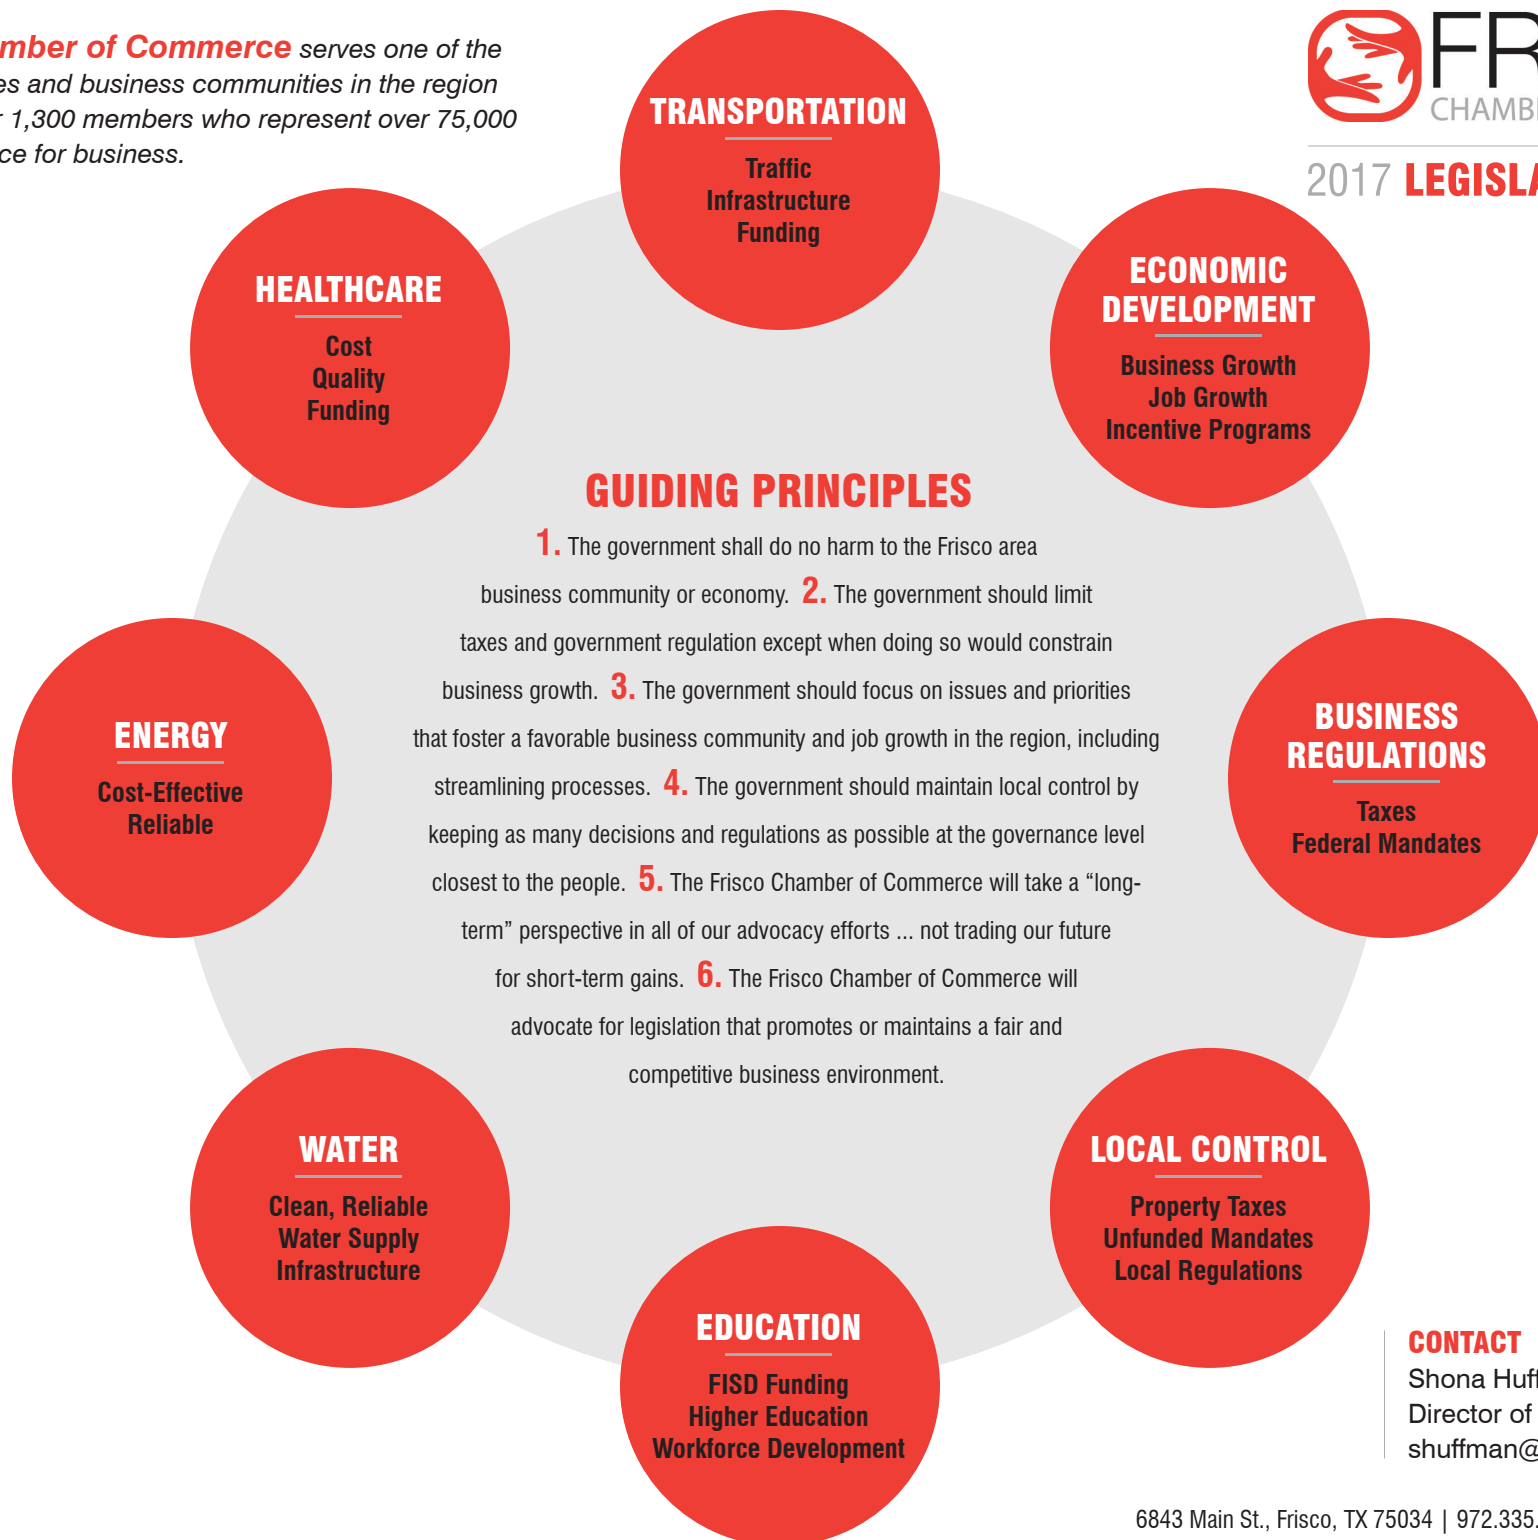 mber of Commerce serves one of the
es and business communities in the region
r 1,300 members who represent over 75,000
ce for business.
FR
CHAMB
2017 LEGISLA
TRANSPORTATION
Traffic
Infrastructure
Funding
HEALTHCARE
Cost
Quality
Funding
ECONOMIC
DEVELOPMENT
Business Growth
Job Growth
Incentive Programs
GUIDING PRINCIPLES
1. The government shall do no harm to the Frisco area
business community or economy. 2. The government should limit
taxes and government regulation except when doing so would constrain
business growth. 3. The government should focus on issues and priorities
that foster a favorable business community and job growth in the region, including
streamlining processes. 4. The government should maintain local control by
keeping as many decisions and regulations as possible at the governance level
closest to the people. 5. The Frisco Chamber of Commerce will take a “long-
term” perspective in all of our advocacy efforts ... not trading our future
for short-term gains. 6. The Frisco Chamber of Commerce will
advocate for legislation that promotes or maintains a fair and
competitive business environment.
ENERGY
Cost-Effective
Reliable
BUSINESS
REGULATIONS
Taxes
Federal Mandates
WATER
Clean, Reliable
Water Supply
Infrastructure
LOCAL CONTROL
Property Taxes
Unfunded Mandates
Local Regulations
EDUCATION
FISD Funding
Higher Education
Workforce Development
CONTACT
Shona Huff
Director of
shuffman@
6843 Main St., Frisco, TX 75034 | 972.335.